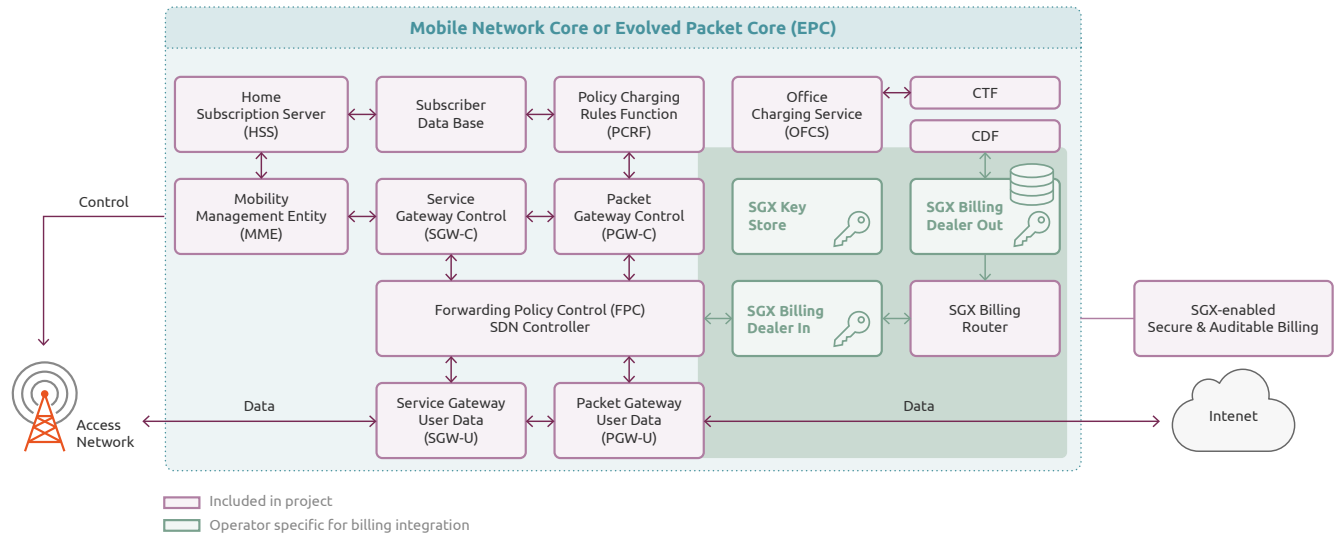 Mobile Network Core or Evolved Packet Core (EPC)
Home
Subscription Server
(HSS)
Subscriber
Data Base
Policy Charging
Rules Function
(PCRF)
Office
Charging Service
(OFCS)
CTF
CDF
Control
Mobility
Management Entity
(MME)
Service
Gateway Control
(SGW-C)
Packet
Gateway Control
(PGW-C)
SGX Key
Store
SGX Billing
Dealer Out
Forwarding Policy Control (FPC)
SDN Controller
SGX Billing
Dealer In
SGX Billing
Router
SGX-enabled
Secure & Auditable Billing
Access
Network
Data
Service Gateway
User Data
(SGW-U)
Packet Gateway
User Data
(PGW-U)
Data
Intenet
Included in project
Operator specific for billing integration